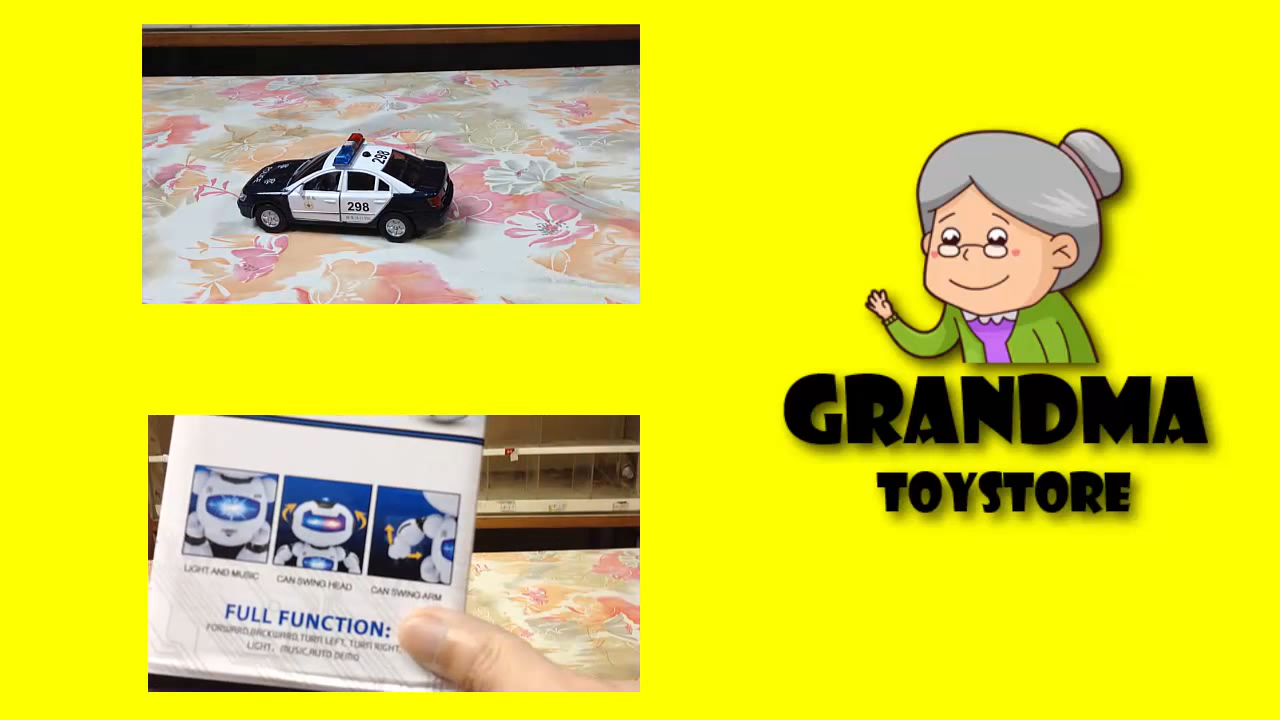 298
298
LIGHT AND MUSIC
CAN SWING HEAD
CAN SWING ARM
FULL FUNCTION:
FORWARD,BACKWARD,TURN LEFT, TURN RIGHT,
LIGHT, MUSIC,AUTO DEMO
GRANDMA
TOYSTORE